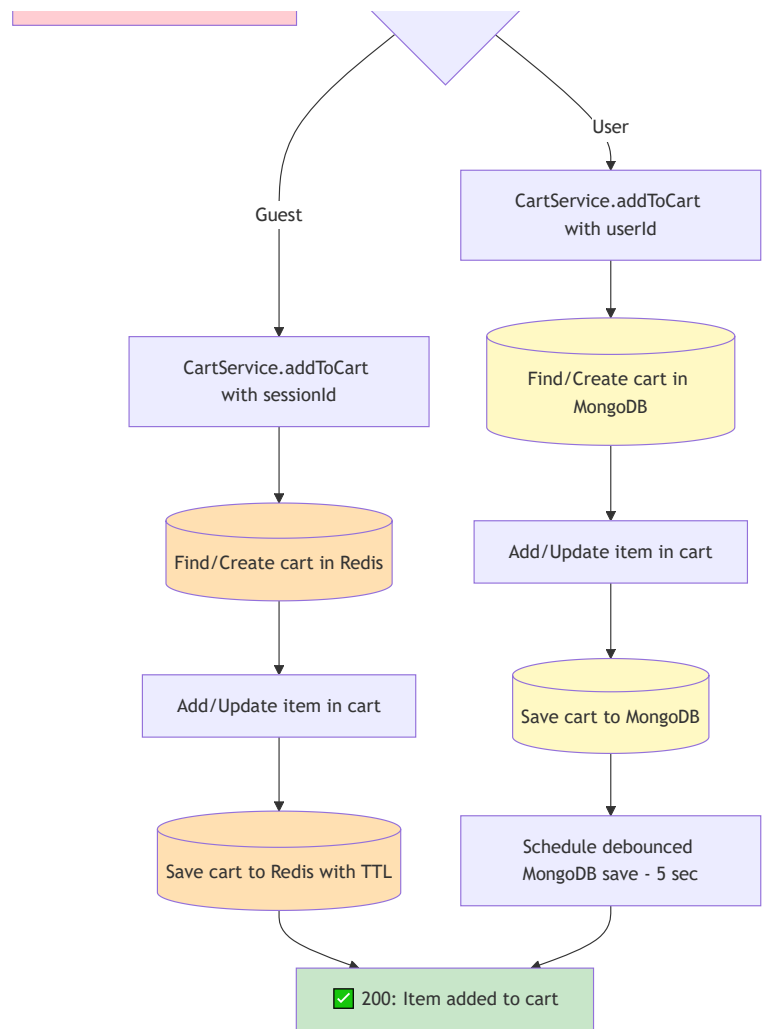 User
CartService.addToCart
with userId
Guest
CartService.addToCart
with sessionId
Find/Create cart in
MongoDB
Find/Create cart in Redis
Add/Update item in cart
Add/Update item in cart
Save cart to MongoDB
Save cart to Redis with TTL
Schedule debounced
MongoDB save - 5 sec
✅ 200: Item added to cart